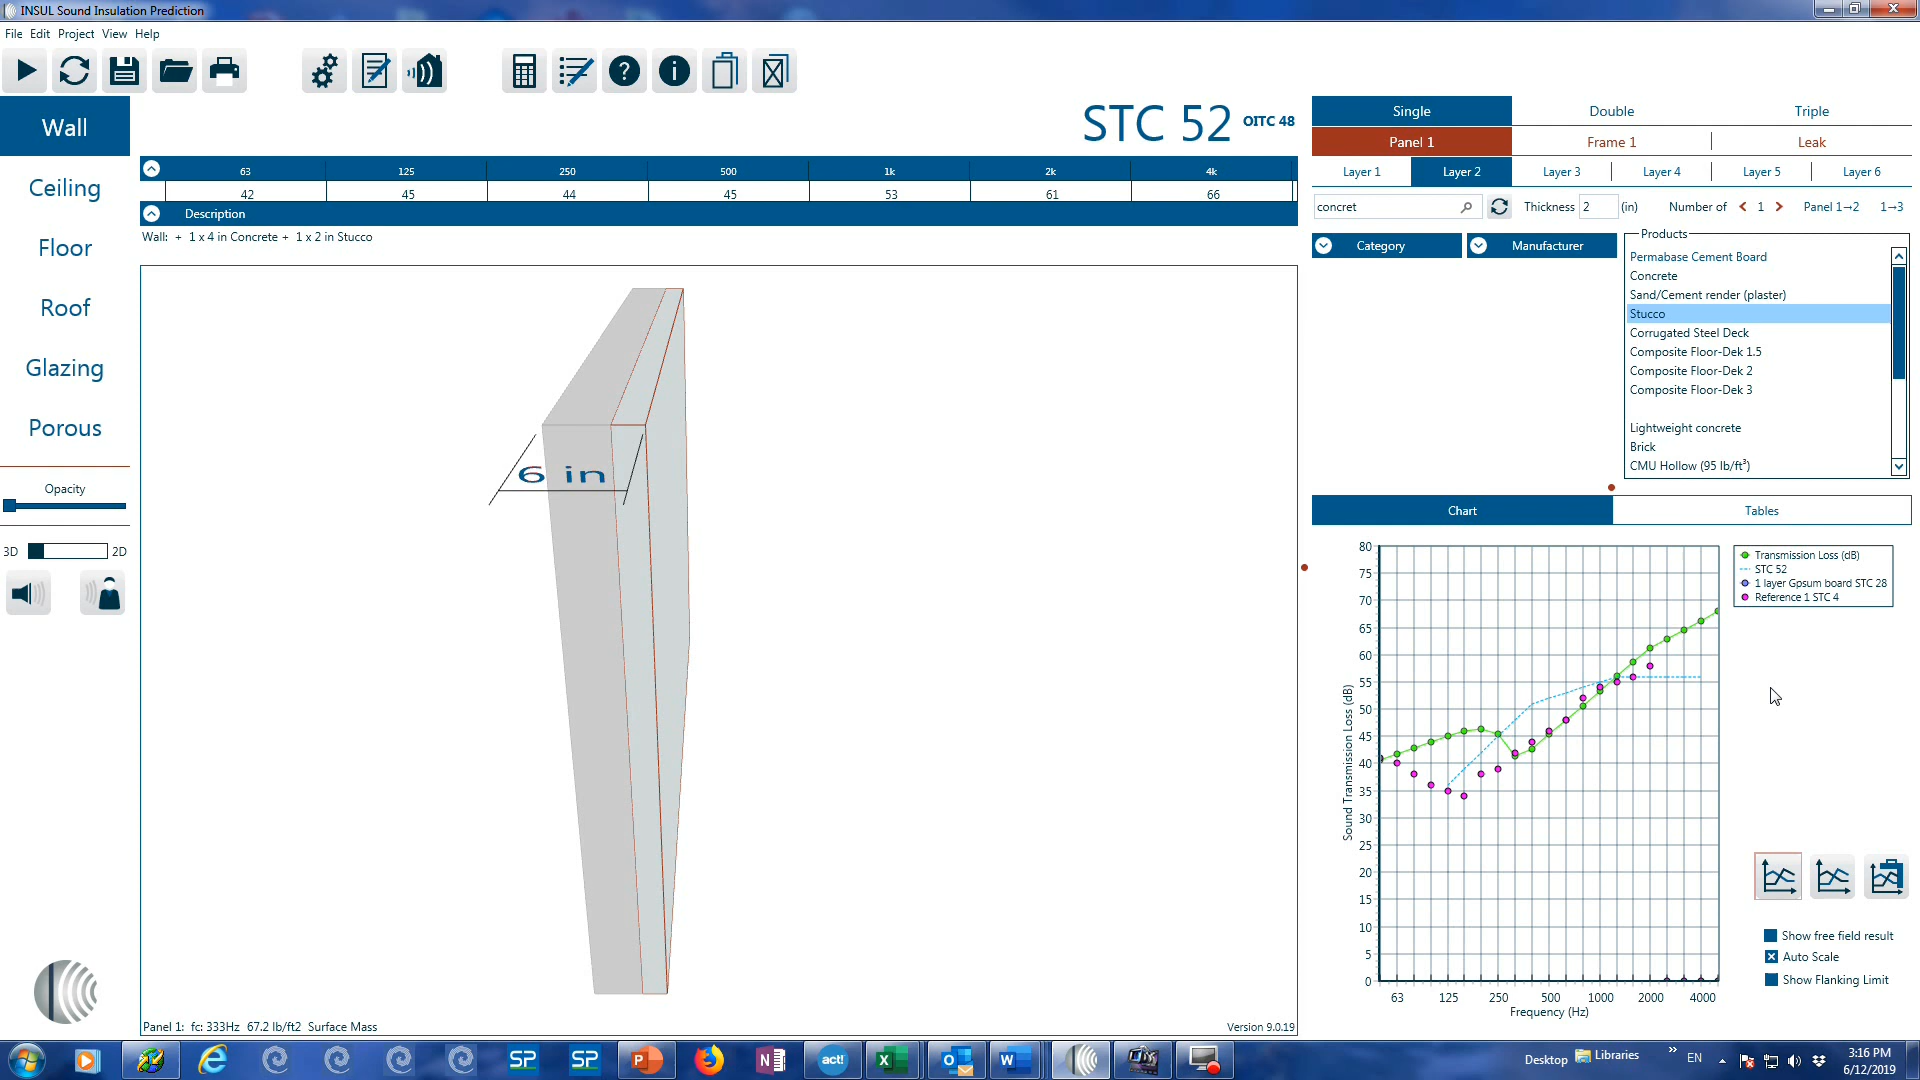 INSUL Sound Insulation Prediction
File Edit Project View Help
Wall
Ceiling
Floor
Roof
Glazing
Porous
Opacity
3D 2D
STC 52 OITC 48
63 125 250 500 1k 2k 4k
42 45 44 45 53 61 66
Description
Wall: + 1 x 4 in Concrete + 1 x 2 in Stucco
6 in
Panel 1: fc: 333Hz 67.2 lb/ft2 Surface Mass
Version 9.0.19
Single Double Triple
Panel 1 Frame 1 Leak
Layer 1 Layer 2 Layer 3 Layer 4 Layer 5 Layer 6
concret Thickness 2 (in) Number of 1 Panel 1→2 1→3
Category Manufacturer
Products
Permabase Cement Board
Concrete
Sand/Cement render (plaster)
Stucco
Corrugated Steel Deck
Composite Floor-Dek 1.5
Composite Floor-Dek 2
Composite Floor-Dek 3
Lightweight concrete
Brick
CMU Hollow (95 lb/ft³)
Chart Tables
80
75
70
65
60
55
50
45
40
35
30
25
20
15
10
5
0
Sound Transmission Loss (dB)
63 125 250 500 1000 2000 4000
Frequency (Hz)
Transmission Loss (dB)
STC 52
1 layer Gpsum board STC 28
Reference 1 STC 4
Show free field result
Auto Scale
Show Flanking Limit
SP SP act! Desktop Libraries » EN
3:16 PM
6/12/2019